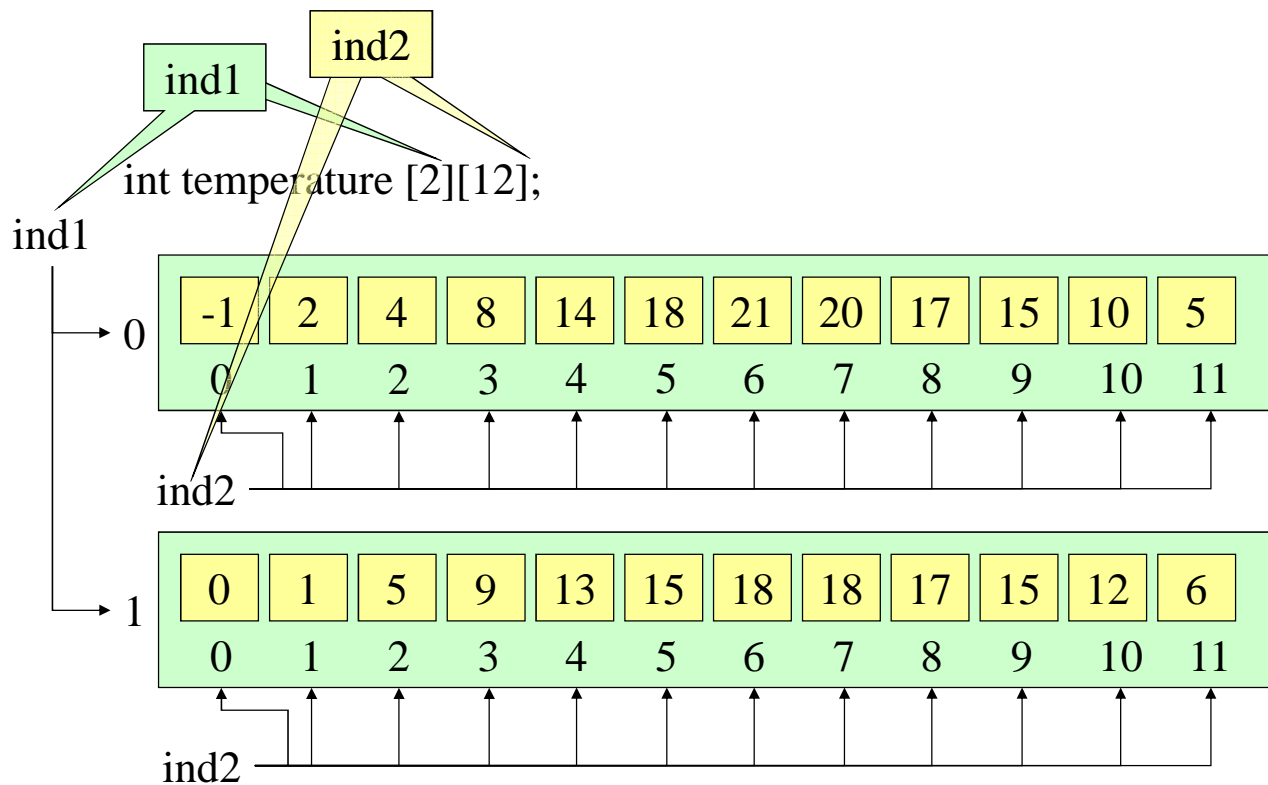 ind2
ind1
int temperature [2][12];
ind1
0
-1 2 4 8 14 18 21 20 17 15 10 5
0 1 2 3 4 5 6 7 8 9 10 11
ind2
1
0 1 5 9 13 15 18 18 17 15 12 6
0 1 2 3 4 5 6 7 8 9 10 11
ind2